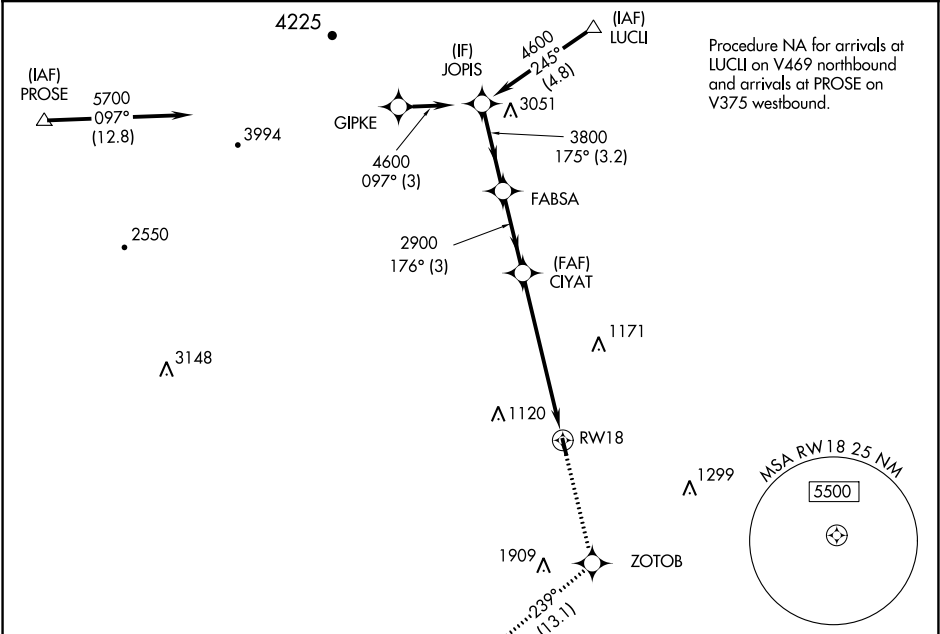 4225
(IAF)
LUCLI
4600
245°
(4.8)
(IF)
JOPIS
Procedure NA for arrivals at
LUCLI on V469 northbound
and arrivals at PROSE on
V375 westbound.
(IAF)
PROSE
5700
097°
(12.8)
3994
GIPKE
3051
4600
097° (3)
3800
175° (3.2)
FABSA
2550
2900
176° (3)
(FAF)
CIYAT
1171
3148
1120
RW18
1299
MSA RW18 25 NM
5500
1909
ZOTOB
239°
(13.1)